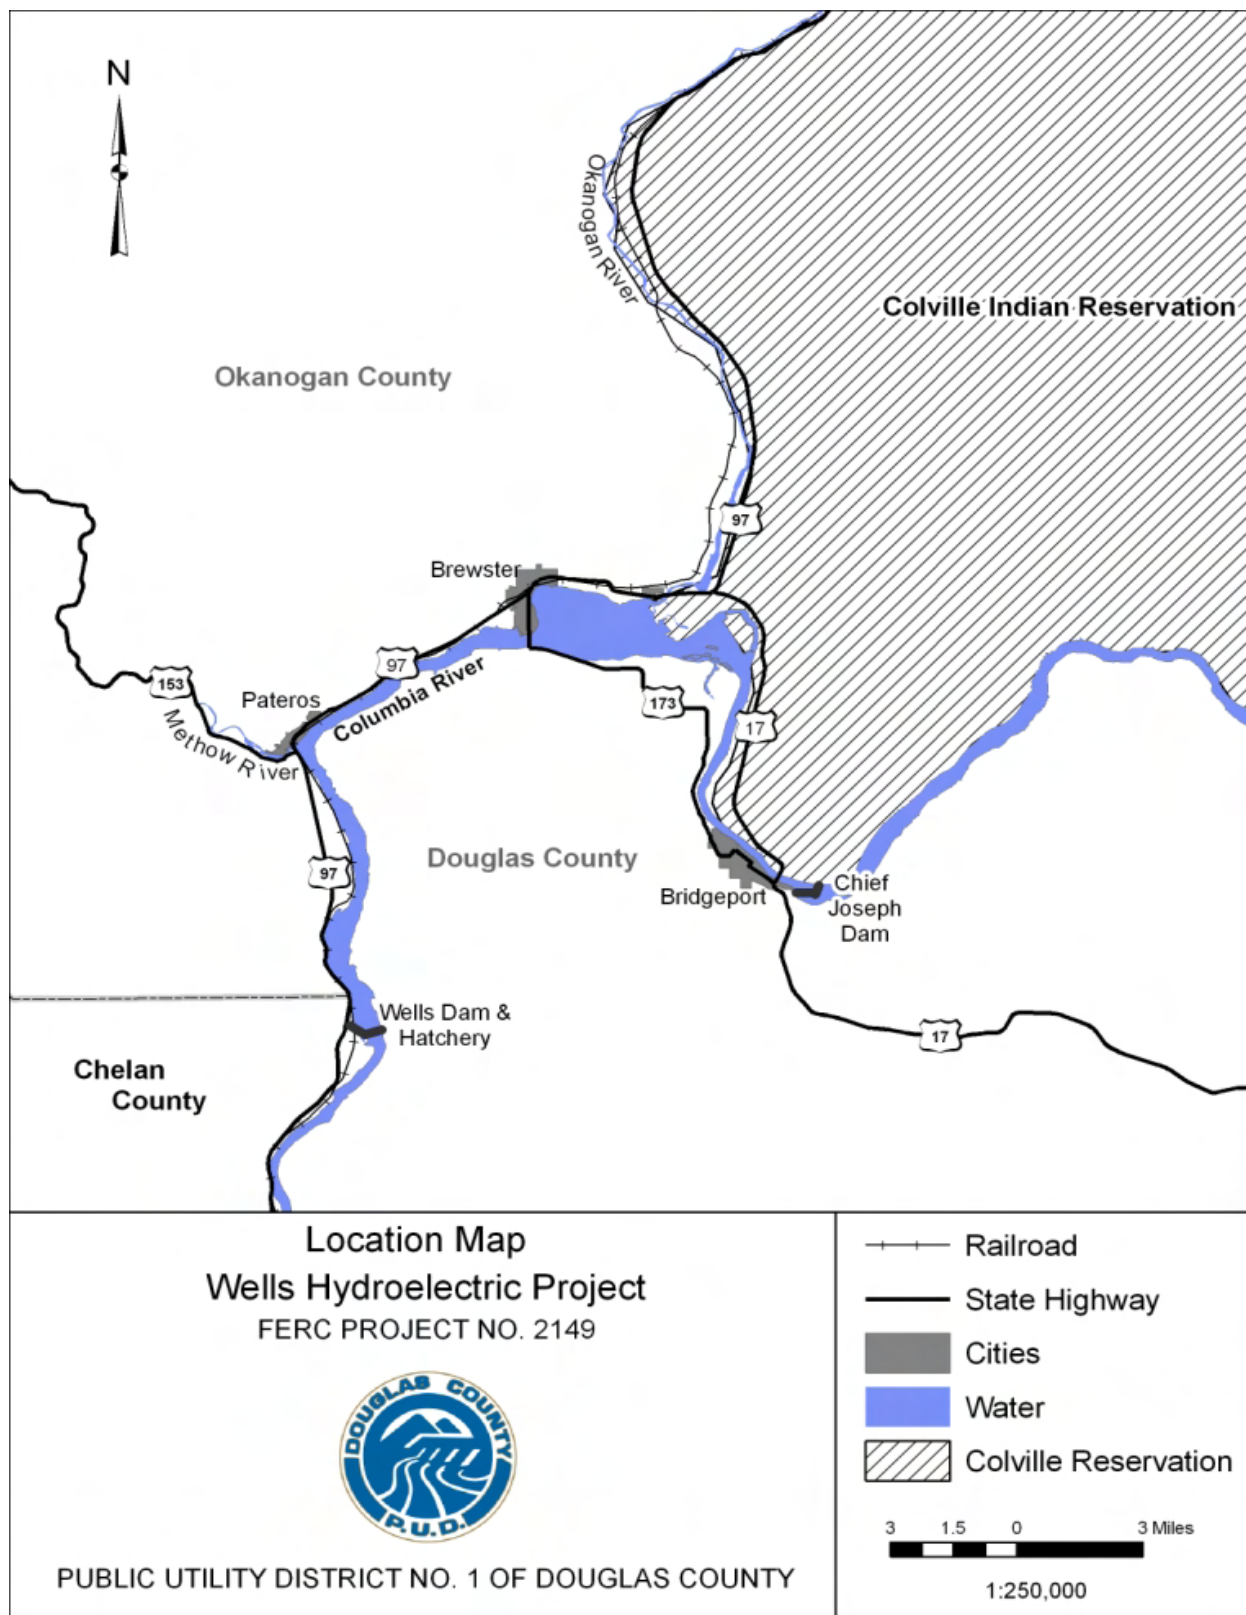 N
Okanogan River
Colville Indian Reservation
Okanogan County
97
Brewster
97
153
Pateros
Columbia River
173
Methow River
17
Douglas County
97
Bridgeport
Chief
Joseph
Dam
Wells Dam &
Hatchery
17
Chelan
County
Location Map
Wells Hydroelectric Project
FERC PROJECT NO. 2149
DOUGLAS COUNTY
P.U.D.
PUBLIC UTILITY DISTRICT NO. 1 OF DOUGLAS COUNTY
Railroad
State Highway
Cities
Water
Colville Reservation
3 1.5 0 3 Miles
1:250,000